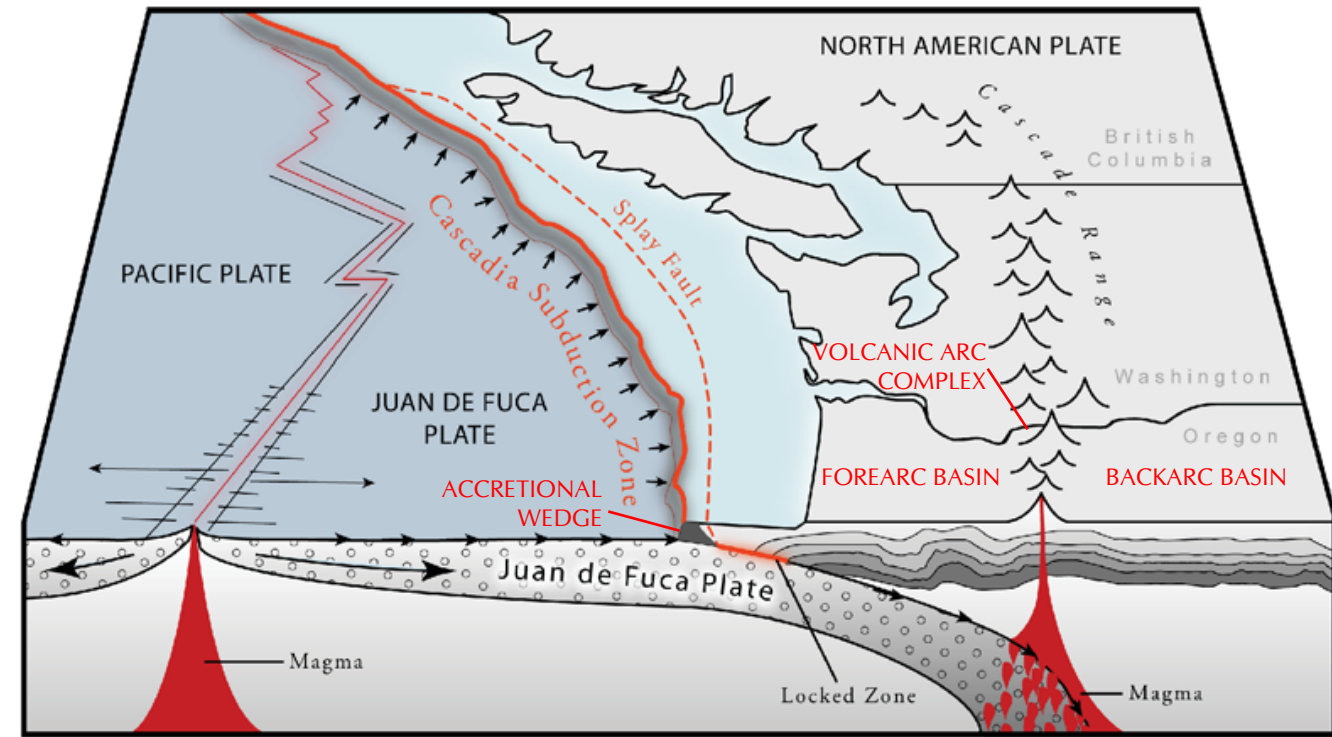 NORTH AMERICAN PLATE
Cascade Range
British
Columbia
Splay Fault
Cascadia Subduction Zone
PACIFIC PLATE
VOLCANIC ARC
COMPLEX
Washington
JUAN DE FUCA
PLATE
Oregon
ACCRETIONAL
WEDGE
FOREARC BASIN
BACKARC BASIN
Juan de Fuca Plate
Magma
Locked Zone
Magma